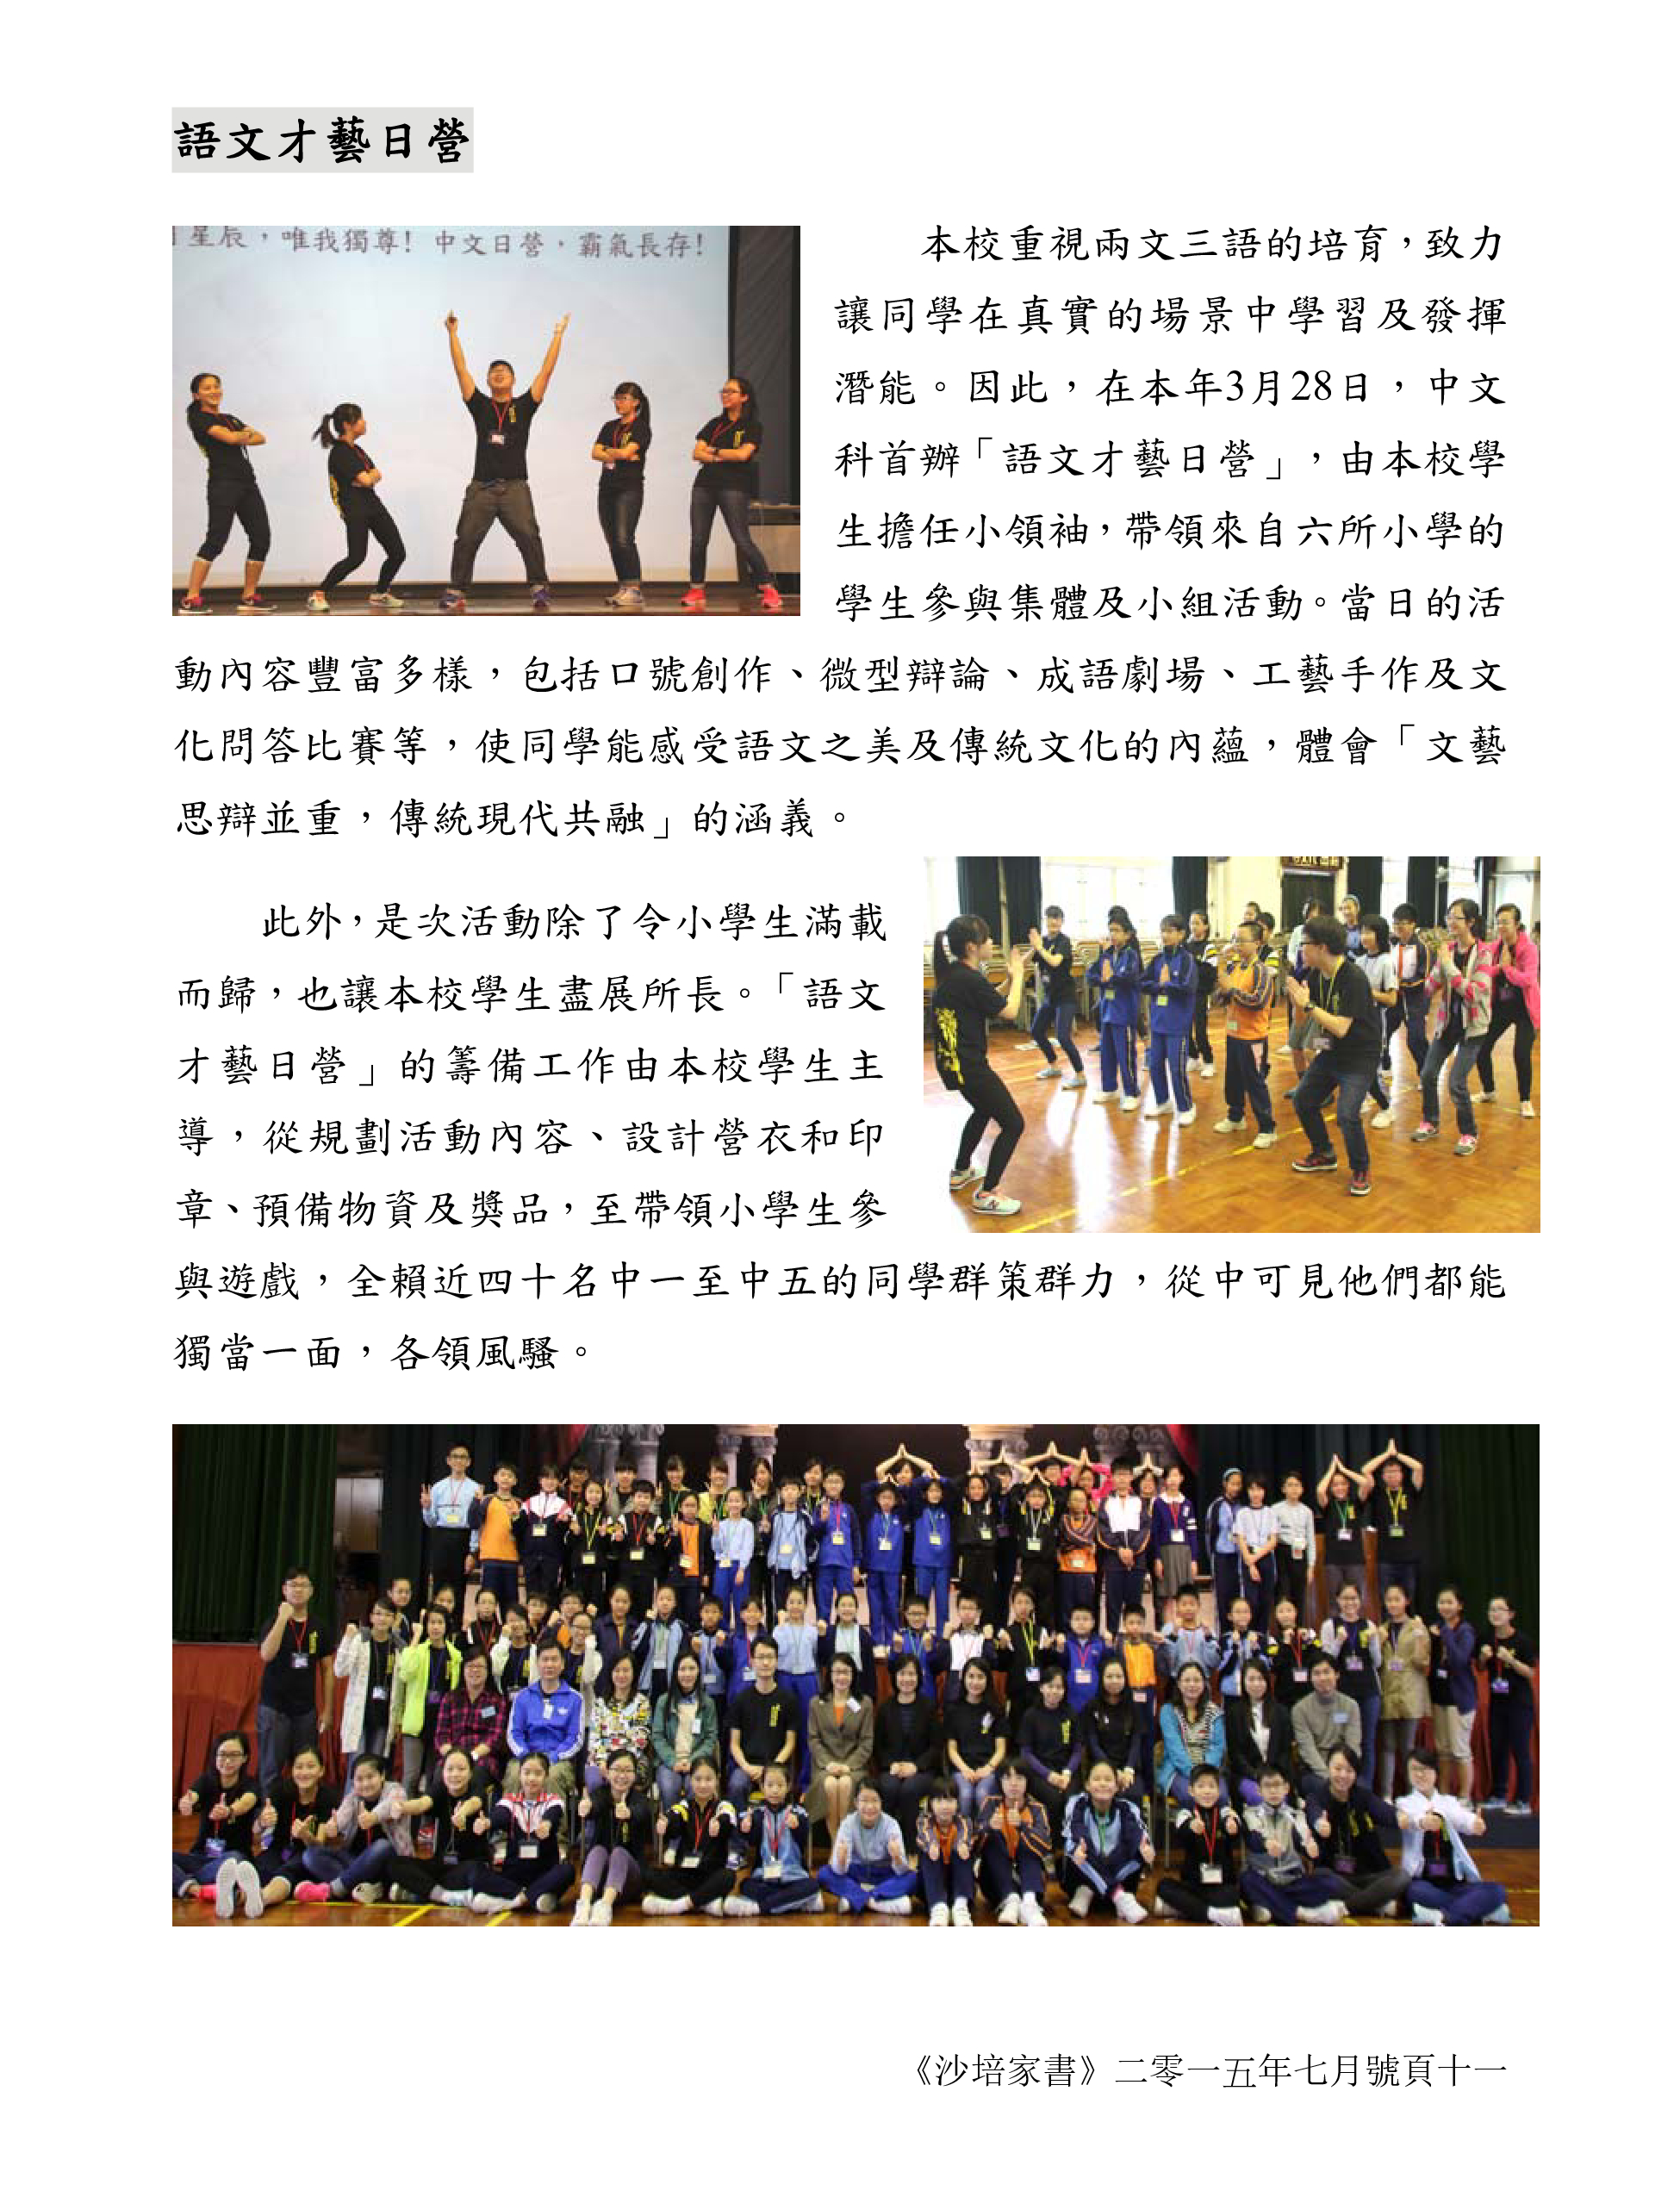 語文才藝日營
星辰，唯我獨尊！中文日營，霸氣長存！
本校重視兩文三語的培育，致力
讓同學在真實的場景中學習及發揮
潛能。因此，在本年3月28日，中文
科首辦「語文才藝日營」，由本校學
生擔任小領袖，帶領來自六所小學的
學生參與集體及小組活動。當日的活
動內容豐富多樣，包括口號創作、微型辯論、成語劇場、工藝手作及文
化問答比賽等，使同學能感受語文之美及傳統文化的內蘊，體會「文藝
思辯並重，傳統現代共融」的涵義。
此外，是次活動除了令小學生滿載
而歸，也讓本校學生盡展所長。「語文
才藝日營」的籌備工作由本校學生主
導，從規劃活動內容、設計營衣和印
章、預備物資及獎品，至帶領小學生參
與遊戲，全賴近四十名中一至中五的同學群策群力，從中可見他們都能
獨當一面，各領風騷。
《沙培家書》二零一五年七月號頁十一